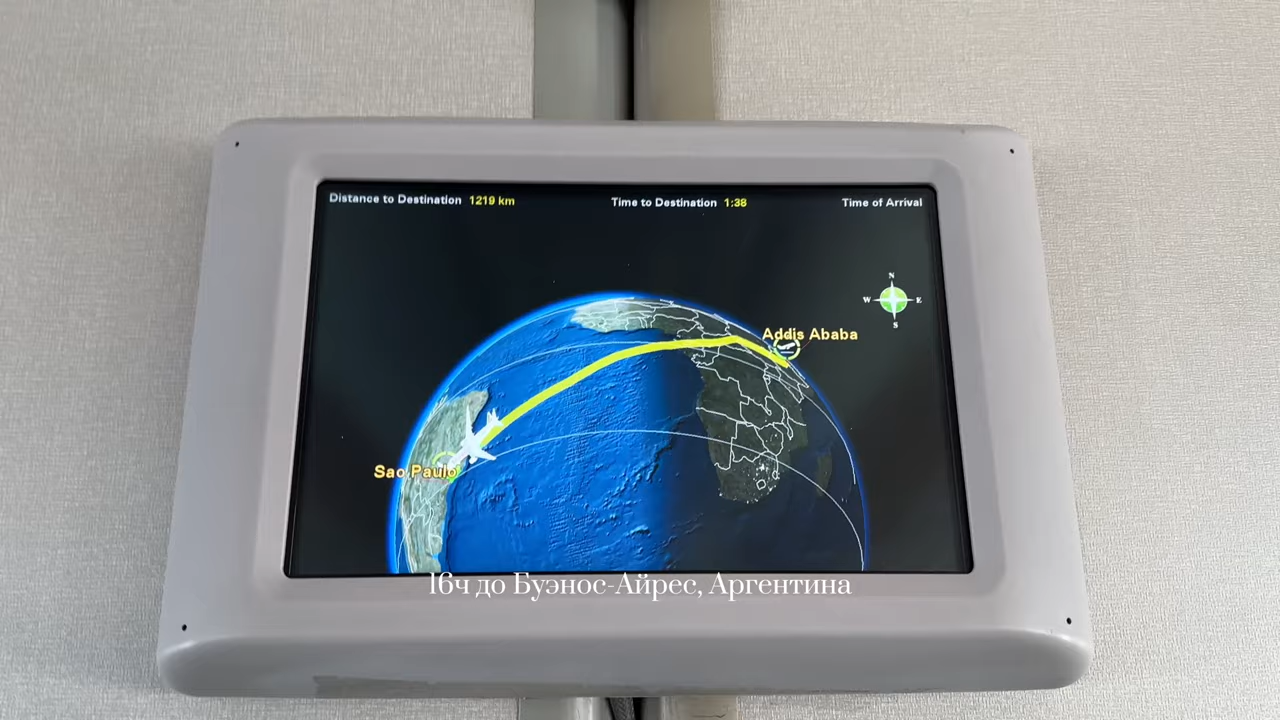 Distance to Destination 1219 km
Time to Destination 1:38
Time of Arrival
N
W E
S
Addis Ababa
Sao Paulo
16ч до Буэнос-Айрес, Аргентина